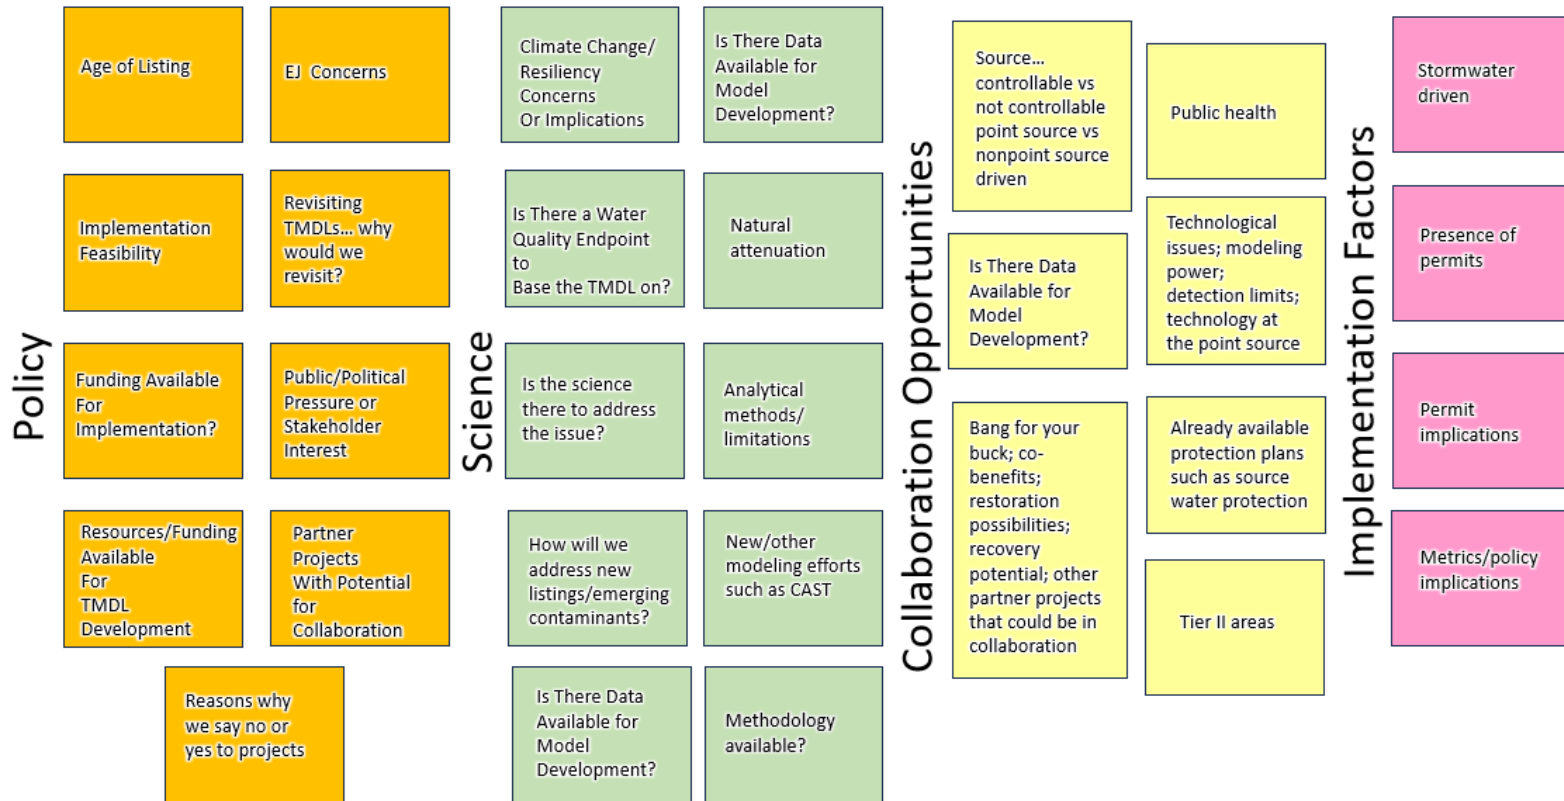 Policy
Age of Listing
EJ  Concerns
Implementation
Feasibility
Revisiting
TMDLs... why
would we
revisit?
Funding Available
For
Implementation?
Public/Political
Pressure or
Stakeholder
Interest
Resources/Funding
Available
For
TMDL
Development
Partner
Projects
With Potential
for
Collaboration
Reasons why
we say no or
yes to projects
Science
Climate Change/
Resiliency
Concerns
Or Implications
Is There Data
Available for
Model
Development?
Is There a Water
Quality Endpoint
to
Base the TMDL on?
Natural
attenuation
Is the science
there to address
the issue?
Analytical
methods/
limitations
How will we
address new
listings/emerging
contaminants?
New/other
modeling efforts
such as CAST
Is There Data
Available for
Model
Development?
Methodology
available?
Collaboration Opportunities
Source...
controllable vs
not controllable
point source vs
nonpoint source
driven
Public health
Is There Data
Available for
Model
Development?
Technological
issues; modeling
power;
detection limits;
technology at
the point source
Bang for your
buck; co-
benefits;
restoration
possibilities;
recovery
potential; other
partner projects
that could be in
collaboration
Already available
protection plans
such as source
water protection
Tier II areas
Implementation Factors
Stormwater
driven
Presence of
permits
Permit
implications
Metrics/policy
implications